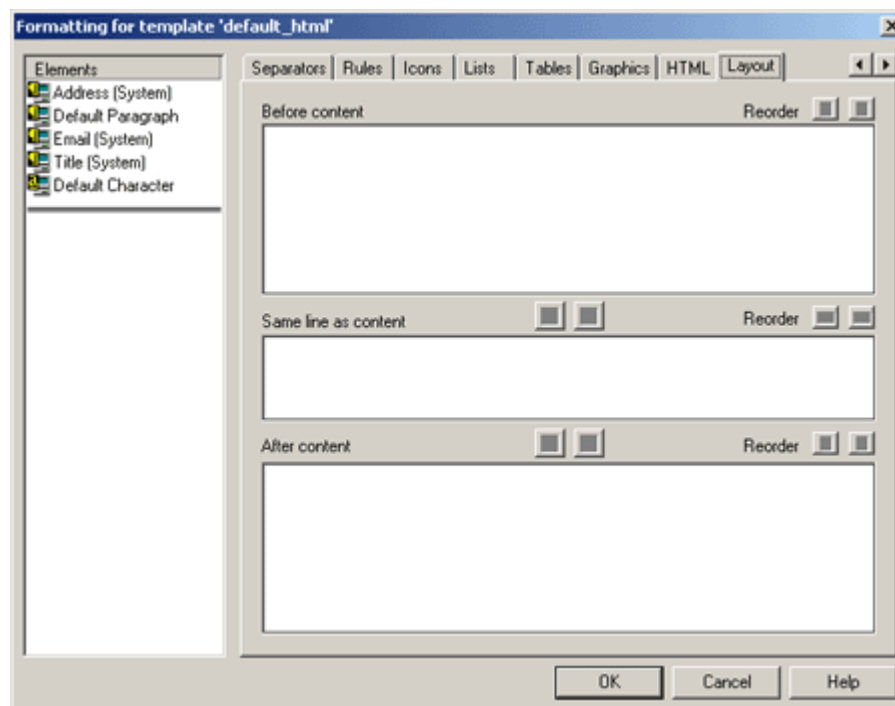 Formatting for template 'default_html'
Elements
Address (System)
Default Paragraph
Email (System)
Title (System)
Default Character
Separators Rules Icons Lists Tables Graphics HTML Layout
Before content Reorder
Same line as content Reorder
After content Reorder
OK Cancel Help